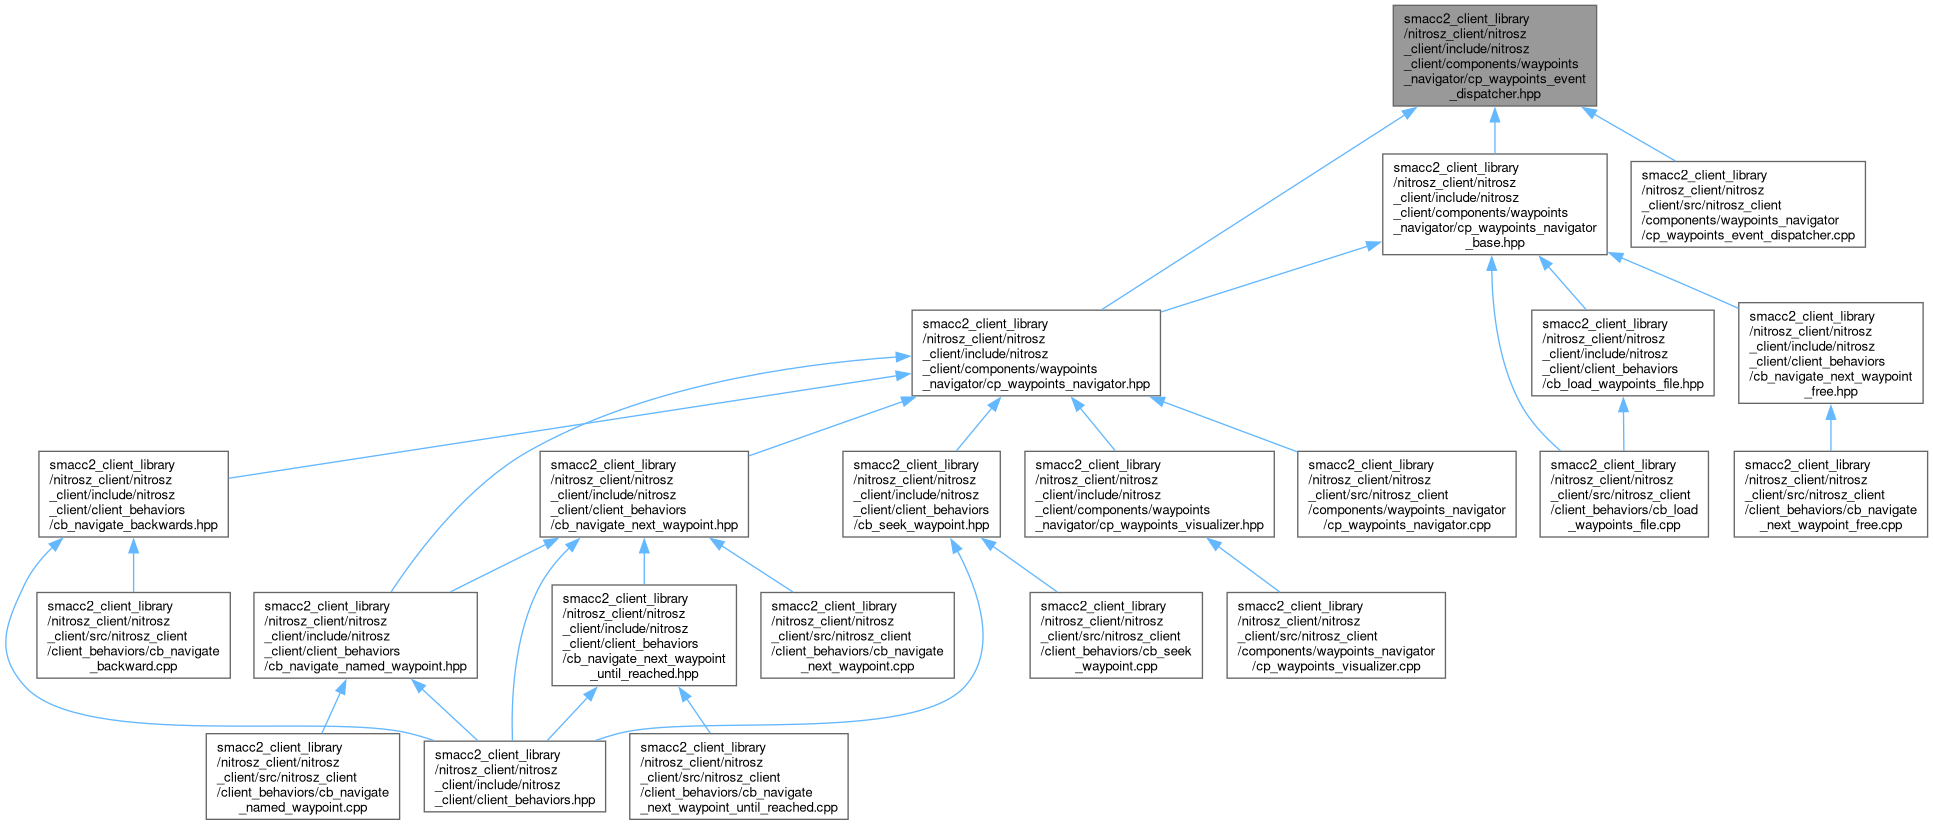 smacc2_client_library
/nitrosz_client/nitrosz
_client/include/nitrosz
_client/components/waypoints
_navigator/cp_waypoints_event
_dispatcher.hpp
smacc2_client_library
/nitrosz_client/nitrosz
_client/include/nitrosz
_client/components/waypoints
_navigator/cp_waypoints_navigator
_base.hpp
smacc2_client_library
/nitrosz_client/nitrosz
_client/src/nitrosz_client
/components/waypoints_navigator
/cp_waypoints_event_dispatcher.cpp
smacc2_client_library
/nitrosz_client/nitrosz
_client/include/nitrosz
_client/components/waypoints
_navigator/cp_waypoints_navigator.hpp
smacc2_client_library
/nitrosz_client/nitrosz
_client/include/nitrosz
_client/client_behaviors
/cb_load_waypoints_file.hpp
smacc2_client_library
/nitrosz_client/nitrosz
_client/include/nitrosz
_client/client_behaviors
/cb_navigate_next_waypoint
_free.hpp
smacc2_client_library
/nitrosz_client/nitrosz
_client/include/nitrosz
_client/client_behaviors
/cb_navigate_backwards.hpp
smacc2_client_library
/nitrosz_client/nitrosz
_client/include/nitrosz
_client/client_behaviors
/cb_navigate_next_waypoint.hpp
smacc2_client_library
/nitrosz_client/nitrosz
_client/include/nitrosz
_client/client_behaviors
/cb_seek_waypoint.hpp
smacc2_client_library
/nitrosz_client/nitrosz
_client/include/nitrosz
_client/components/waypoints
_navigator/cp_waypoints_visualizer.hpp
smacc2_client_library
/nitrosz_client/nitrosz
_client/src/nitrosz_client
/components/waypoints_navigator
/cp_waypoints_navigator.cpp
smacc2_client_library
/nitrosz_client/nitrosz
_client/src/nitrosz_client
/client_behaviors/cb_load
_waypoints_file.cpp
smacc2_client_library
/nitrosz_client/nitrosz
_client/src/nitrosz_client
/client_behaviors/cb_navigate
_next_waypoint_free.cpp
smacc2_client_library
/nitrosz_client/nitrosz
_client/src/nitrosz_client
/client_behaviors/cb_navigate
_backward.cpp
smacc2_client_library
/nitrosz_client/nitrosz
_client/include/nitrosz
_client/client_behaviors
/cb_navigate_named_waypoint.hpp
smacc2_client_library
/nitrosz_client/nitrosz
_client/include/nitrosz
_client/client_behaviors
/cb_navigate_next_waypoint
_until_reached.hpp
smacc2_client_library
/nitrosz_client/nitrosz
_client/src/nitrosz_client
/client_behaviors/cb_navigate
_next_waypoint.cpp
smacc2_client_library
/nitrosz_client/nitrosz
_client/src/nitrosz_client
/client_behaviors/cb_seek
_waypoint.cpp
smacc2_client_library
/nitrosz_client/nitrosz
_client/src/nitrosz_client
/components/waypoints_navigator
/cp_waypoints_visualizer.cpp
smacc2_client_library
/nitrosz_client/nitrosz
_client/src/nitrosz_client
/client_behaviors/cb_navigate
_named_waypoint.cpp
smacc2_client_library
/nitrosz_client/nitrosz
_client/include/nitrosz
_client/client_behaviors.hpp
smacc2_client_library
/nitrosz_client/nitrosz
_client/src/nitrosz_client
/client_behaviors/cb_navigate
_next_waypoint_until_reached.cpp